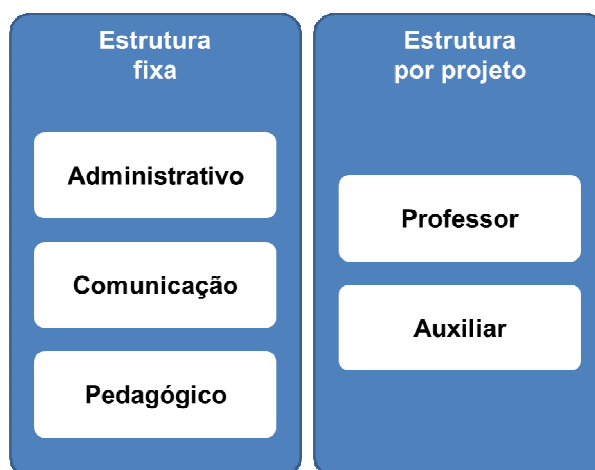 Estrutura
fixa
Administrativo
Comunicação
Pedagógico
Estrutura
por projeto
Professor
Auxiliar